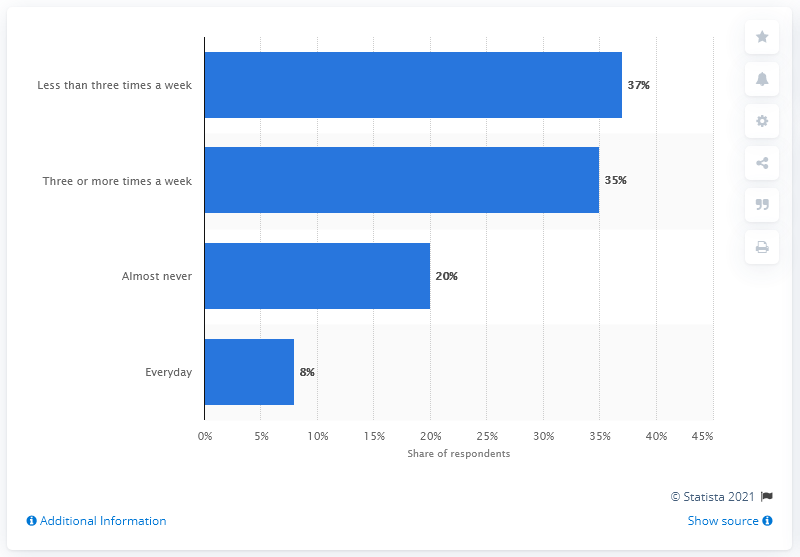 Less than three times a week
37%
Three or more times a week
35%
Almost never
20%
Everyday
8%
0% 5% 10% 15% 20% 25% 30% 35% 40% 45%
Share of respondents
© Statista 2021
Additional Information
Show source